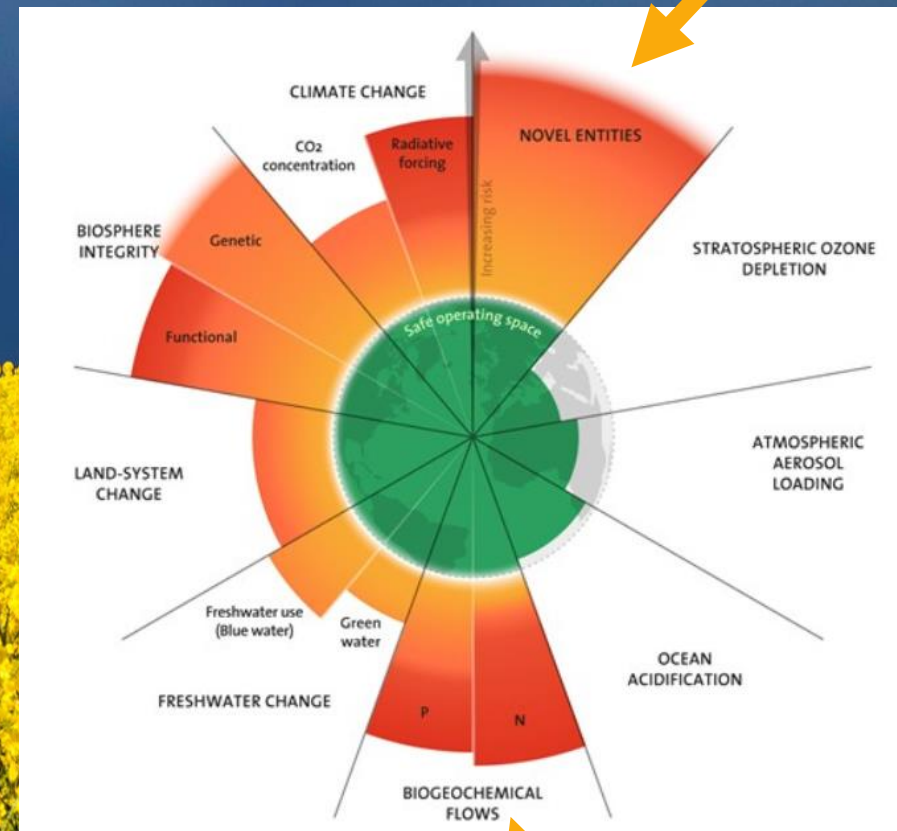 CLIMATE CHANGE
CO2
concentration
Radiative
forcing
NOVEL ENTITIES
Increasing risk
BIOSPHERE
INTEGRITY
Genetic
Functional
STRATOSPHERIC OZONE
DEPLETION
Safe operating space
ATMOSPHERIC
AEROSOL
LOADING
LAND-SYSTEM
CHANGE
Freshwater use
(Blue water)
Green
water
FRESHWATER CHANGE
OCEAN
ACIDIFICATION
P
N
BIOGEOCHEMICAL
FLOWS